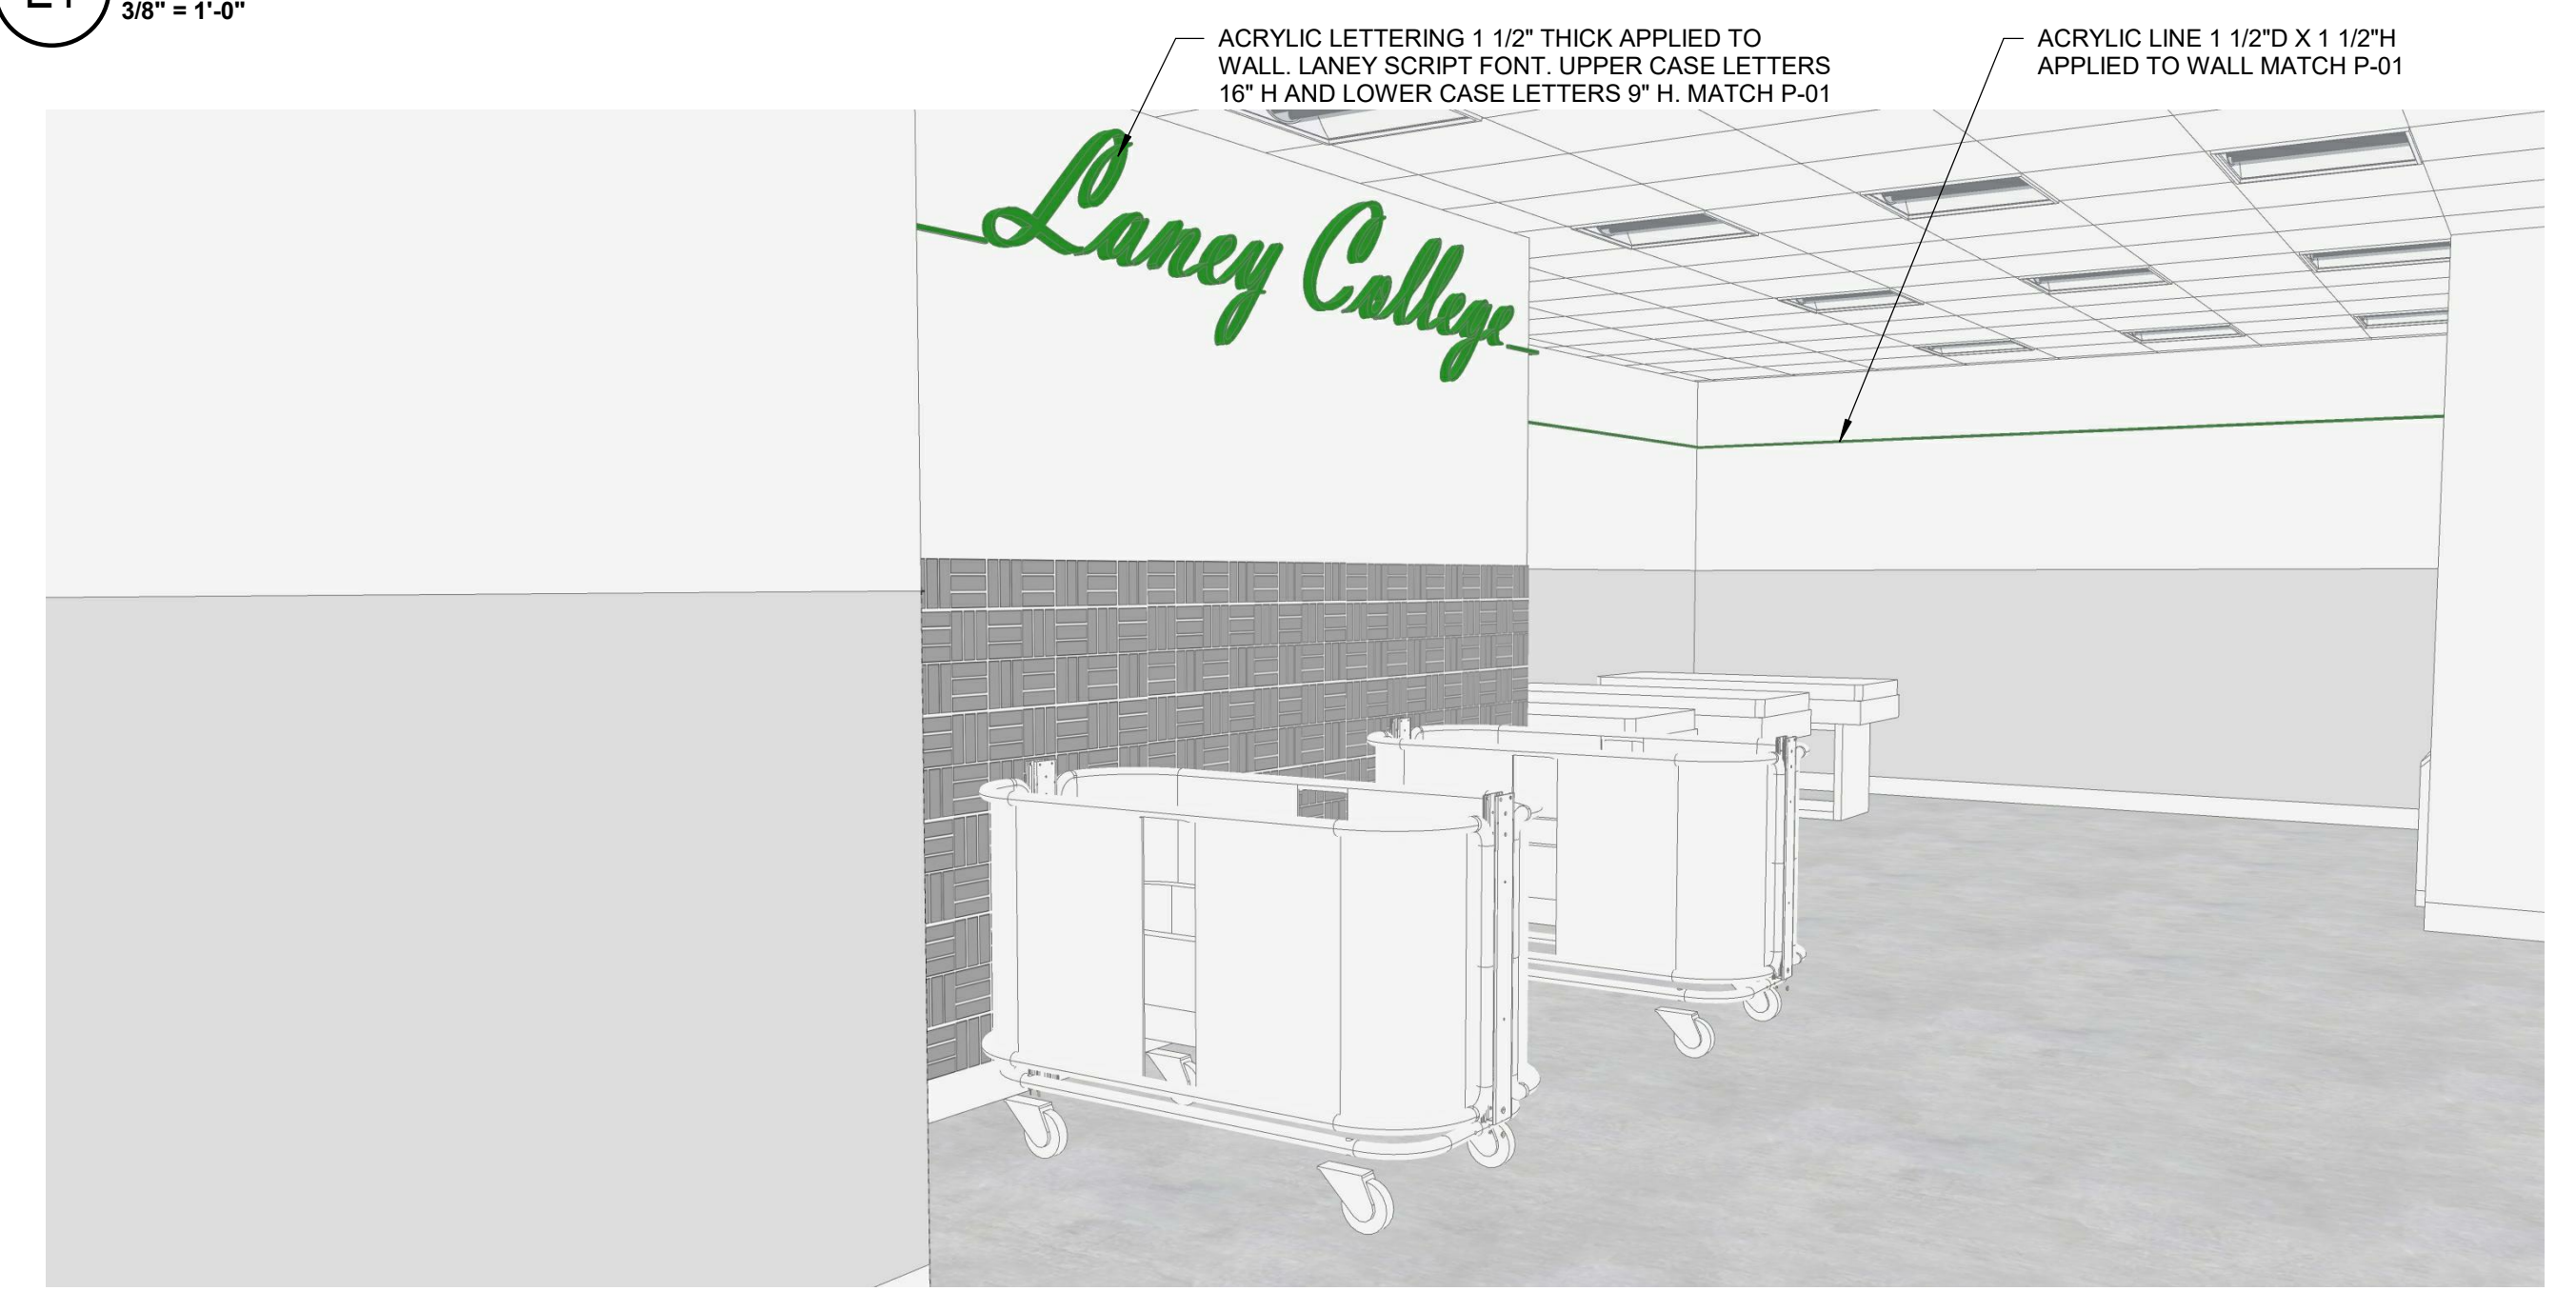 3/8" = 1'-0"
ACRYLIC LETTERING 1 1/2" THICK APPLIED TO
WALL. LANEY SCRIPT FONT. UPPER CASE LETTERS
16" H AND LOWER CASE LETTERS 9" H. MATCH P-01
ACRYLIC LINE 1 1/2"D X 1 1/2"H
APPLIED TO WALL MATCH P-01
Laney College